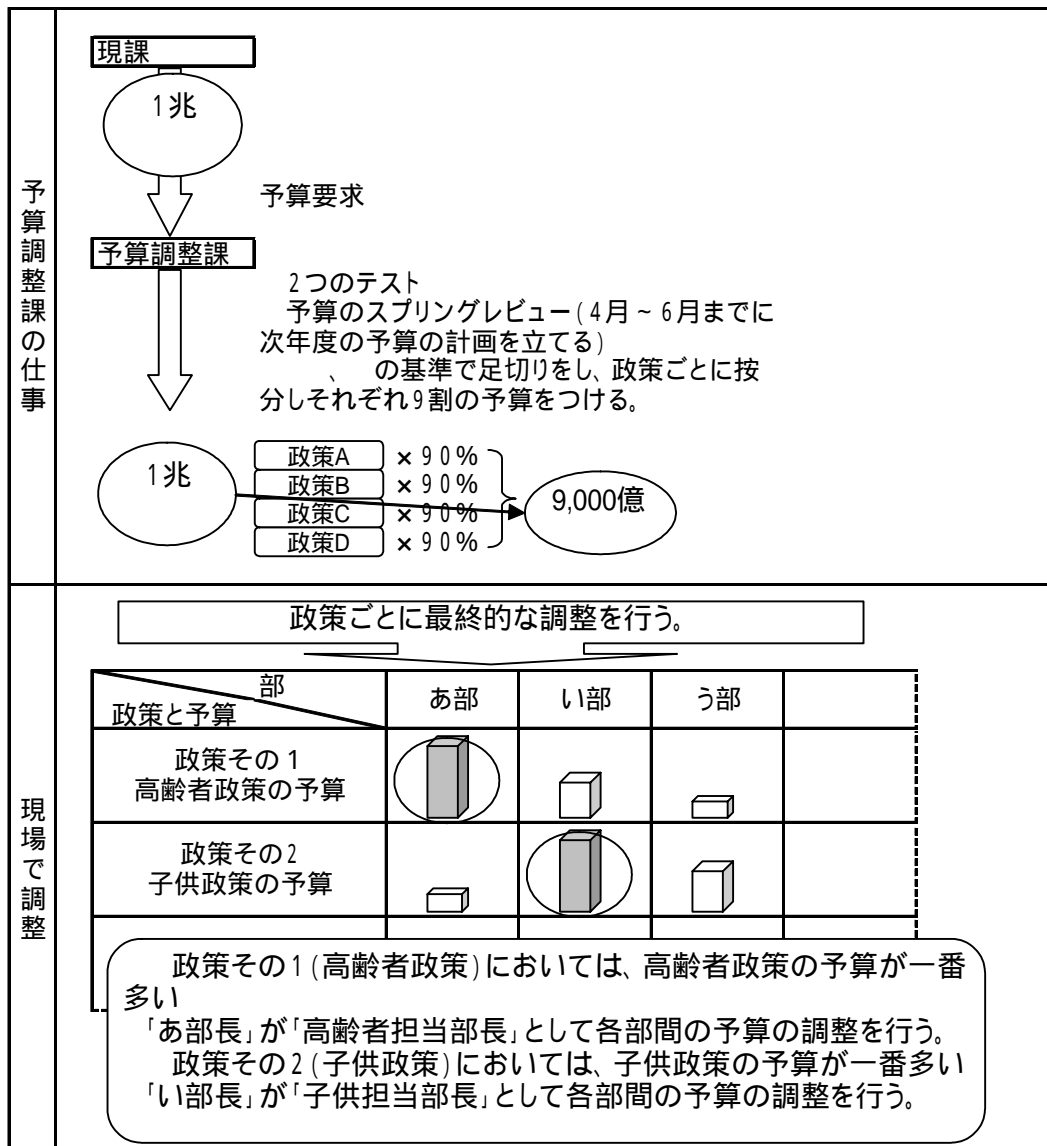 予算調整課の仕事
現課
1兆
予算要求
予算調整課
2つのテスト
予算のスプリングレビュー(4月~6月までに
次年度の予算の計画を立てる)
、 の基準で足切りをし、政策ごとに按
分しそれぞれ9割の予算をつける。
1兆
政策A ×90%
政策B ×90%
政策C ×90%
政策D ×90%
9,000億
現場で調整
政策ごとに最終的な調整を行う。
部
政策と予算
あ部 い部 う部
政策その1
高齢者政策の予算
政策その2
子供政策の予算
政策その1(高齢者政策)においては、高齢者政策の予算が一番
多い
「あ部長」が「高齢者担当部長」として各部間の予算の調整を行う。
政策その2(子供政策)においては、子供政策の予算が一番多い
「い部長」が「子供担当部長」として各部間の予算の調整を行う。